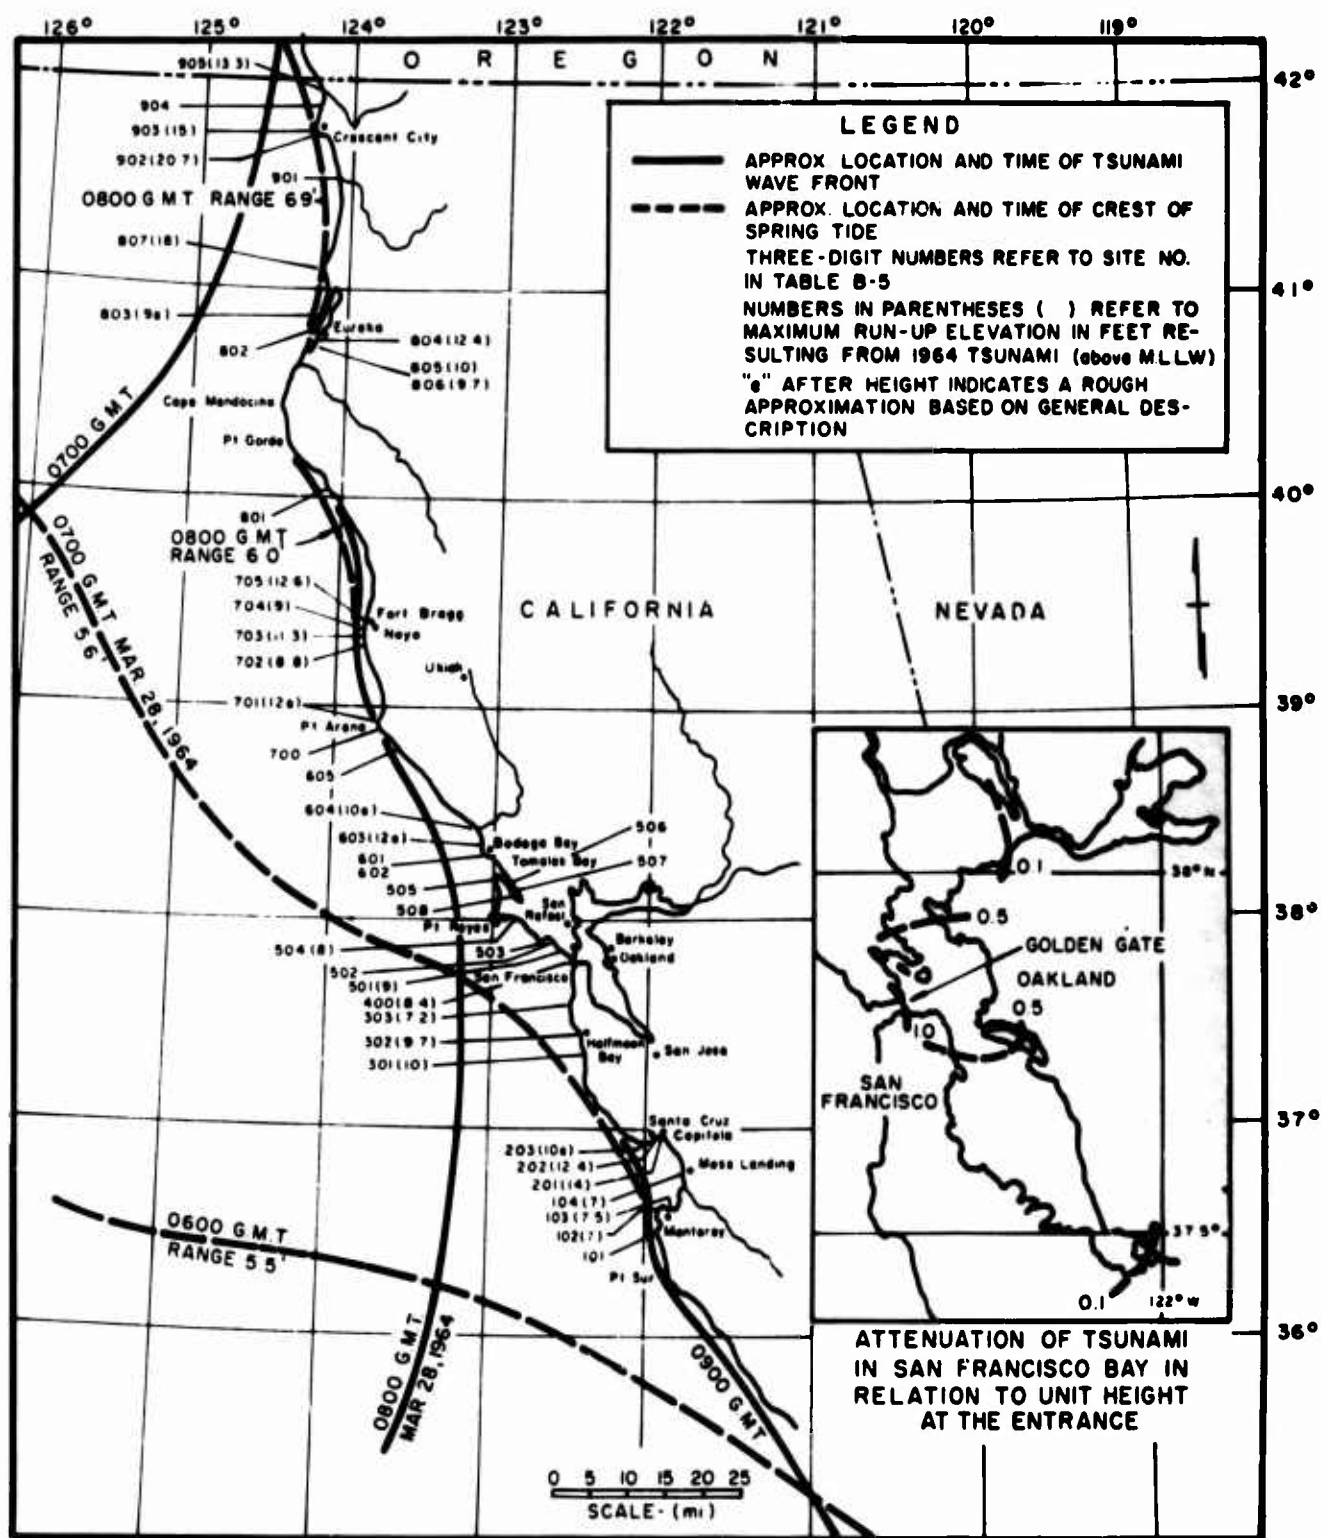 126° 125° 124° 123° 122° 121° 120° 119°
OREGON
42°
905(13 3)
904
903(15)
Crescent City
902(20 7)
901
0800 G M T RANGE 6 9'
807(18)
41°
803(9e)
Eureka
802
804(12 4)
805(10)
806(9 7)
Cape Mendocino
0700 G M T
Pt Gorda
LEGEND
APPROX. LOCATION AND TIME OF TSUNAMI
WAVE FRONT
APPROX. LOCATION AND TIME OF CREST OF
SPRING TIDE
THREE-DIGIT NUMBERS REFER TO SITE NO.
IN TABLE B-5
NUMBERS IN PARENTHESES ( ) REFER TO
MAXIMUM RUN-UP ELEVATION IN FEET RE-
SULTING FROM 1964 TSUNAMI (above M.L.L.W)
"e" AFTER HEIGHT INDICATES A ROUGH
APPROXIMATION BASED ON GENERAL DES-
CRIPTION
40°
801
0800 G M T
RANGE 6 0'
0700 G M T MAR 28, 1964
RANGE 5 6'
705(12 6)
704(9)
Fort Bragg
703(11 3)
Noyo
702(8 8)
CALIFORNIA
NEVADA
Ukiah
39°
701(12e)
Pt Arena
700
605
604(10e)
603(12e)
Bodega Bay
506
601
602
Tomales Bay
507
505
508
San
Rafael
38°
Pt Reyes
Berkeley
504(8)
503
Oakland
502
San Francisco
501(9)
400(8 4)
303(7 2)
302(9 7)
Halfmoon
Bay
San Jose
301(10)
37°
Santa Cruz
Capitola
203(10e)
202(12 4)
Moss Landing
201(14)
104(7)
103(7 5)
102(7)
Monterey
101
Pt Sur
0600 G M T
RANGE 5 5'
0800 G M T
MAR 28, 1964
0900 G M T
36°
0.1
38° N
0.5
GOLDEN GATE
OAKLAND
0.5
1.0
SAN
FRANCISCO
37 5°
0.1
122° W
ATTENUATION OF TSUNAMI
IN SAN FRANCISCO BAY IN
RELATION TO UNIT HEIGHT
AT THE ENTRANCE
0 5 10 15 20 25
SCALE - (mi)